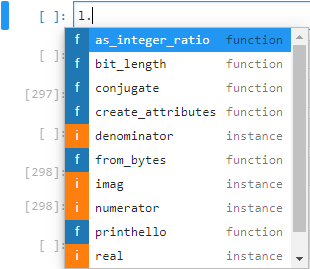 [ ]: l.
[ ]: f as_integer_ratio function
f bit_length function
f conjugate function
[297]: f create_attributes function
[ ]: i denominator instance
f from_bytes function
[298]: i imag instance
[298]: i numerator instance
f printhello function
[ ]: i real instance